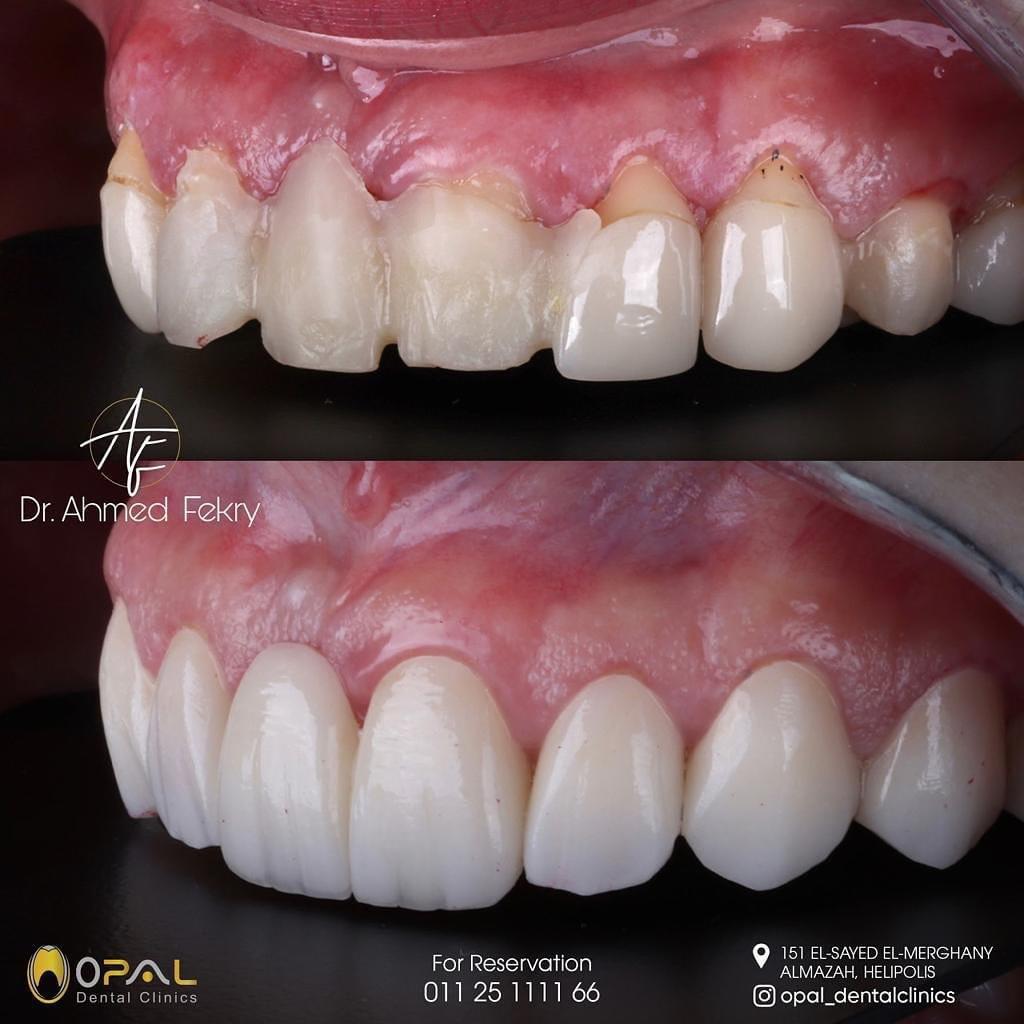 AF
Dr. Ahmed Fekry
OPAL
Dental Clinics
For Reservation
011 25 1111 66
151 EL-SAYED EL-MERGHANY
ALMAZAH, HELIPOLIS
opal_dentalclinics